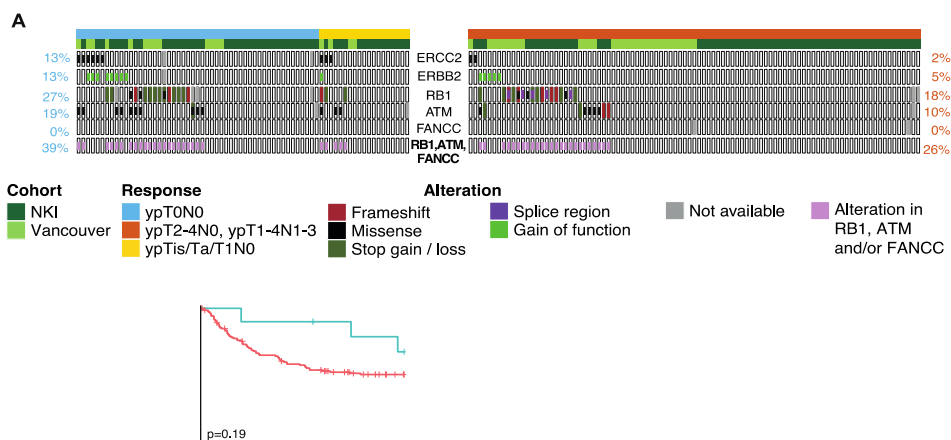 A
13% ERCC2 2%
13% ERBB2 5%
27% RB1 18%
19% ATM 10%
0% FANCC 0%
39% RB1,ATM, 26%
FANCC
Cohort Response Alteration
NKI ypT0N0 Frameshift Splice region Not available Alteration in
Vancouver ypT2-4N0, ypT1-4N1-3 Missense Gain of function RB1, ATM
ypTis/Ta/T1N0 Stop gain / loss and/or FANCC
p=0.19